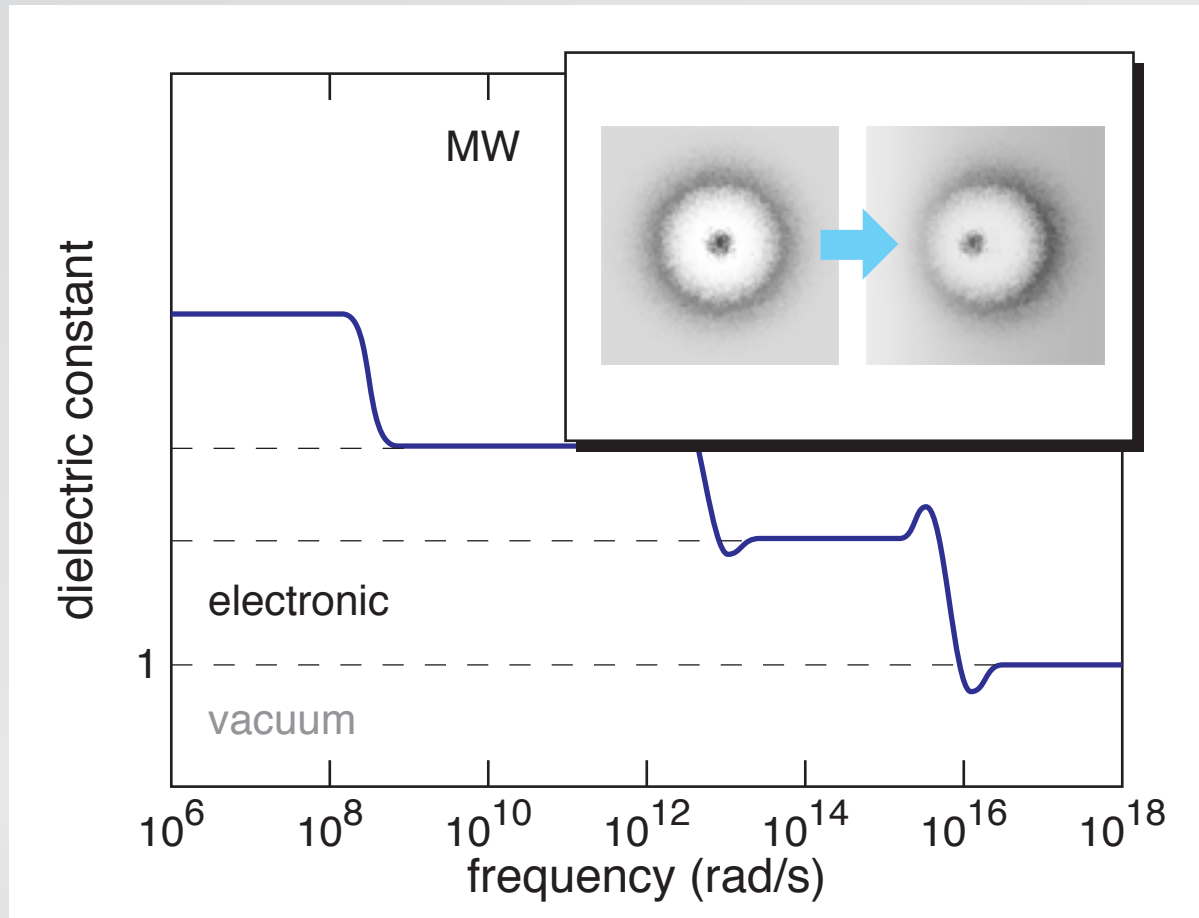 MW
dielectric constant
electronic
1
vacuum
10^6 10^8 10^10 10^12 10^14 10^16 10^18
frequency (rad/s)